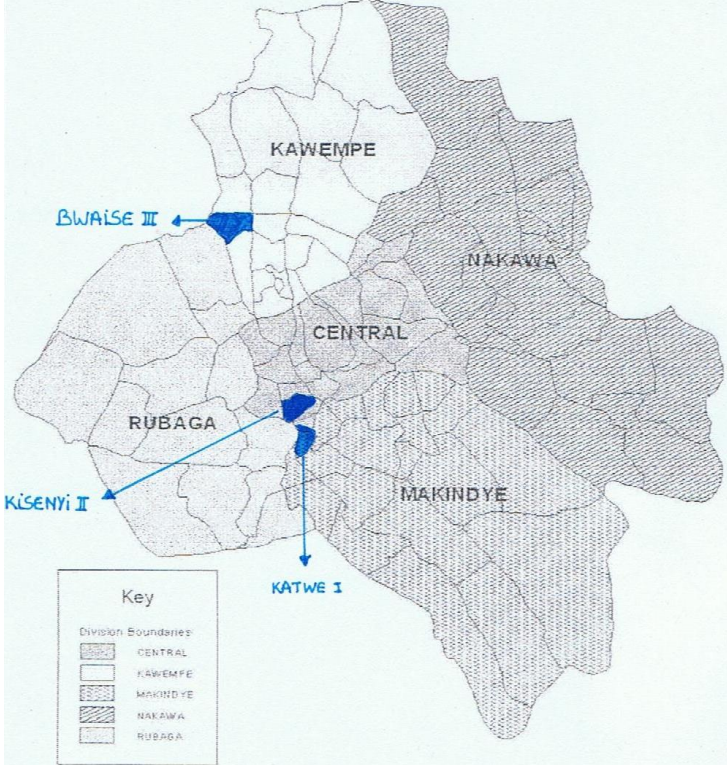 KAWEMPE
BWAISE III
NAKAWA
CENTRAL
RUBAGA
MAKINDYE
KISENYI II
KATWE I
Key
Division Boundaries
CENTRAL
KAWEMPE
MAKINDYE
NAKAWA
RUBAGA